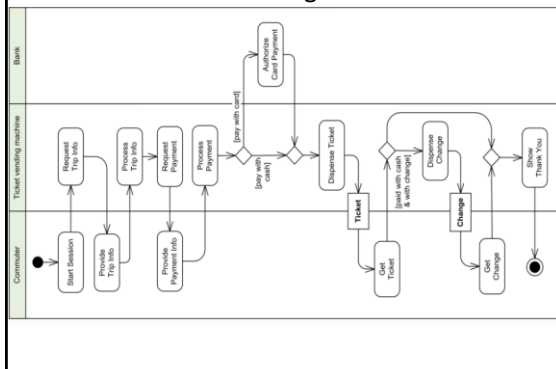 Bank
Ticket vending machine
Commuter
Start Session
Request
Trip Info
Provide
Trip Info
Process
Trip Info
Request
Payment
Provide
Payment Info
Process
Payment
[pay with card]
Authorize
Card Payment
[pay with
cash]
Dispense Ticket
Ticket
Get
Ticket
[paid with cash
& with change]
Dispense
Change
Change
Get
Change
Show
Thank You